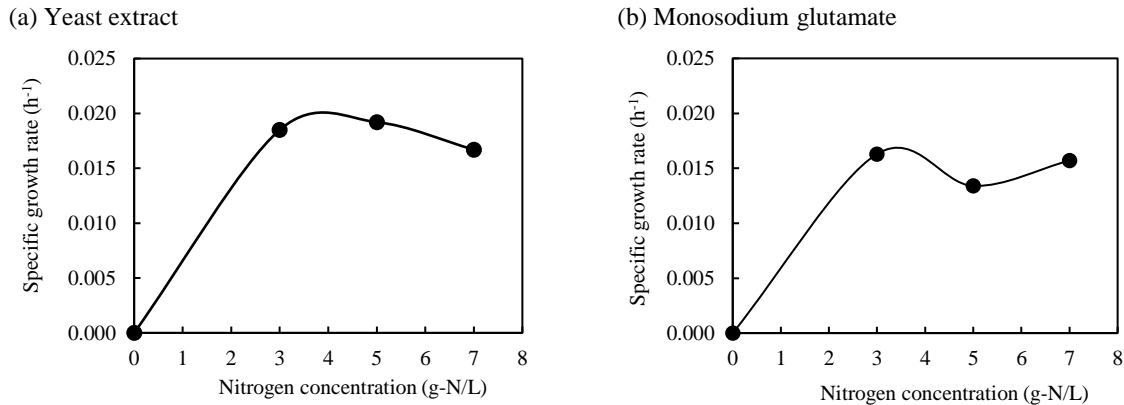 (a) Yeast extract
Specific growth rate (h-1)
0.025
0.020
0.015
0.010
0.005
0.000
0 1 2 3 4 5 6 7 8
Nitrogen concentration (g-N/L)
(b) Monosodium glutamate
Specific growth rate (h-1)
0.025
0.020
0.015
0.010
0.005
0.000
0 1 2 3 4 5 6 7 8
Nitrogen concentration (g-N/L)